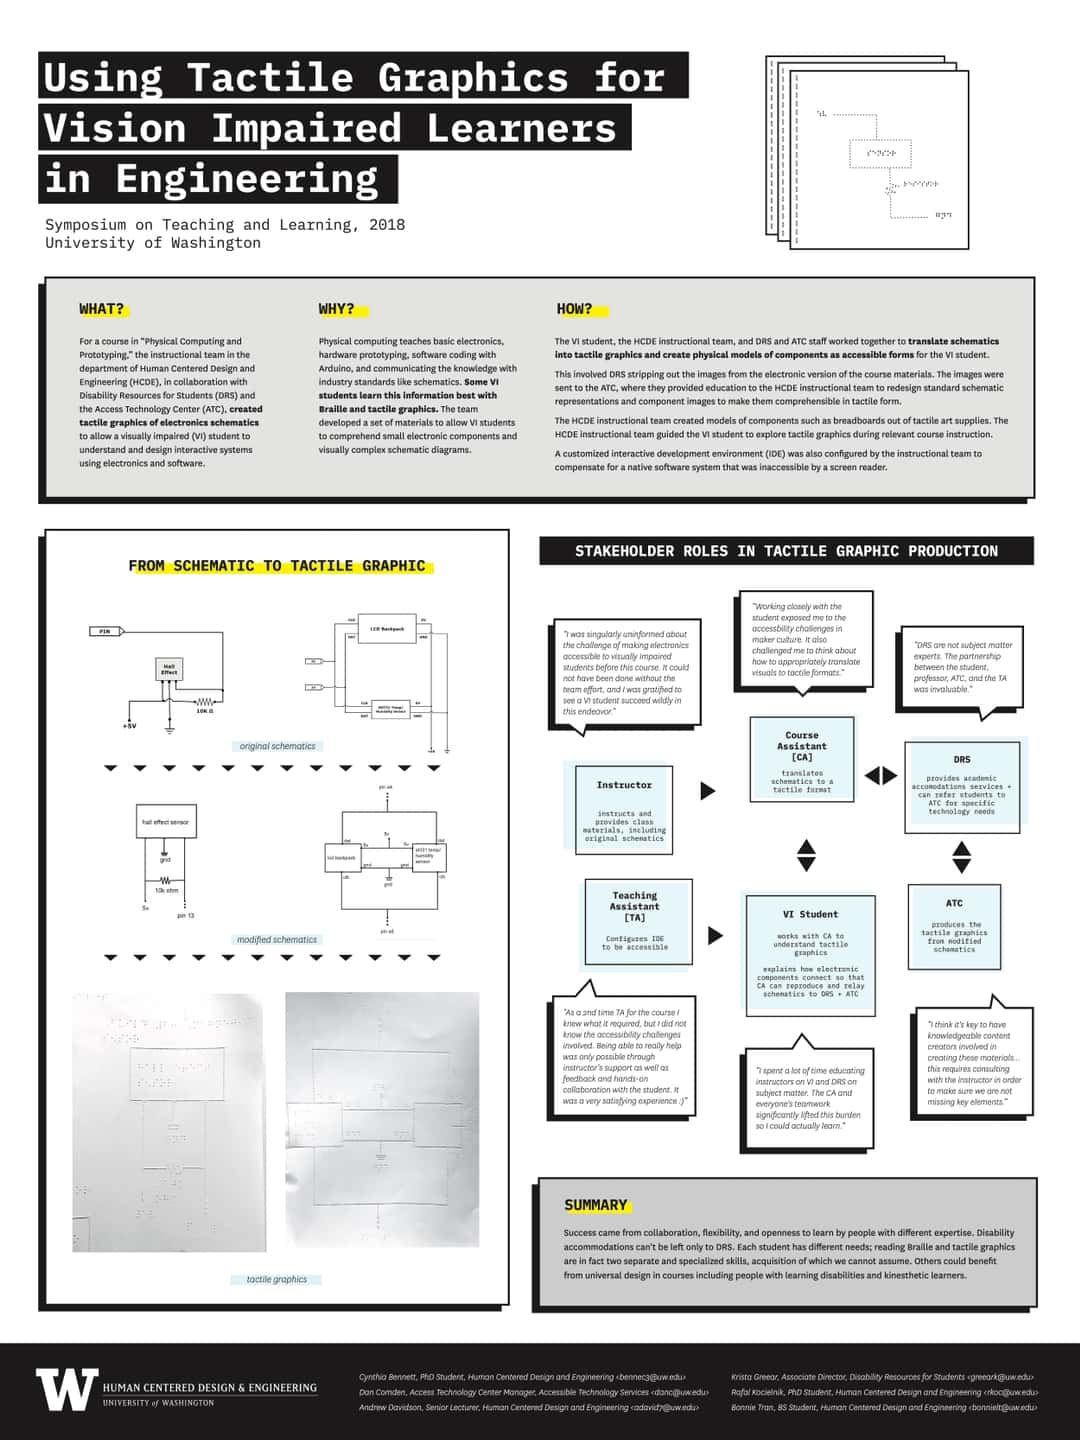 Using Tactile Graphics for
Vision Impaired Learners
in Engineering
Symposium on Teaching and Learning, 2018
University of Washington
WHAT?
For a course in "Physical Computing and
Prototyping," the instructional team in the
department of Human Centered Design and
Engineering (HCDE), in collaboration with
Disability Resources for Students (DRS) and
the Access Technology Center (ATC), created
tactile graphics of electronics schematics
to allow a visually impaired (VI) student to
understand and design interactive systems
using electronics and software.
WHY?
Physical computing teaches basic electronics,
hardware prototyping, software coding with
Arduino, and communicating the knowledge with
industry standards like schematics. Some VI
students learn this information best with
Braille and tactile graphics. The team
developed a set of materials to allow VI students
to comprehend small electronic components and
visually complex schematic diagrams.
HOW?
The VI student, the HCDE instructional team, and DRS and ATC staff worked together to translate schematics
into tactile graphics and create physical models of components as accessible forms for the VI student.
This involved DRS stripping out the images from the electronic version of the course materials. The images were
sent to the ATC, where they provided education to the HCDE instructional team to redesign standard schematic
representations and component images to make them comprehensible in tactile form.
The HCDE instructional team created models of components such as breadboards out of tactile art supplies. The
HCDE instructional team guided the VI student to explore tactile graphics during relevant course instruction.
A customized interactive development environment (IDE) was also configured by the instructional team to
compensate for a native software system that was inaccessible by a screen reader.
FROM SCHEMATIC TO TACTILE GRAPHIC
PIN
Hall
Effect
10K Ω
+5V
LCD Backpack
CLK
DAT
5V
GND
CLK
DAT
5V
GND
original schematics
hall effect sensor
gnd
10k ohm
5v
pin 13
pin a4
dat
5v
5v
5v
dat
lcd backpack
sht21 temp/
humidity
sensor
gnd
gnd
gnd
clk
clk
pin a5
modified schematics
tactile graphics
STAKEHOLDER ROLES IN TACTILE GRAPHIC PRODUCTION
"I was singularly uninformed about
the challenge of making electronics
accessible to visually impaired
students before this course. It could
not have been done without the
team effort, and I was gratified to
see a VI student succeed wildly in
this endeavor."
"Working closely with the
student exposed me to the
accessbility challenges in
maker culture. It also
challenged me to think about
how to appropriately translate
visuals to tactile formats."
"DRS are not subject matter
experts. The partnership
between the student,
professor, ATC, and the TA
was invaluable."
Instructor
instructs and
provides class
materials, including
original schematics
Course
Assistant
[CA]
translates
schematics to a
tactile format
DRS
provides academic
accomodations services +
can refer students to
ATC for specific
technology needs
Teaching
Assistant
[TA]
Configures IDE
to be accessible
VI Student
works with CA to
understand tactile
graphics
explains how electronic
components connect so that
CA can reproduce and relay
schematics to DRS + ATC
ATC
produces the
tactile graphics
from modified
schematics
"As a 2nd time TA for the course I
knew what it required, but I did not
know the accessibility challenges
involved. Being able to really help
was only possible through
instructor's support as well as
feedback and hands-on
collaboration with the student. It
was a very satisfying experience :)"
"I spent a lot of time educating
instructors on VI and DRS on
subject matter. The CA and
everyone's teamwork
significantly lifted this burden
so I could actually learn."
"I think it's key to have
knowledgeable content
creators involved in
creating these materials...
this requires consulting
with the instructor in order
to make sure we are not
missing key elements."
SUMMARY
Success came from collaboration, flexibility, and openness to learn by people with different expertise. Disability
accommodations can't be left only to DRS. Each student has different needs; reading Braille and tactile graphics
are in fact two separate and specialized skills, acquisition of which we cannot assume. Others could benefit
from universal design in courses including people with learning disabilities and kinesthetic learners.
W
HUMAN CENTERED DESIGN & ENGINEERING
UNIVERSITY of WASHINGTON
Cynthia Bennett, PhD Student, Human Centered Design and Engineering <bennec3@uw.edu>
Dan Comden, Access Technology Center Manager, Accessible Technology Services <danc@uw.edu>
Andrew Davidson, Senior Lecturer, Human Centered Design and Engineering <adavid7@uw.edu>
Krista Greear, Associate Director, Disability Resources for Students <greeark@uw.edu>
Rafal Kocielnik, PhD Student, Human Centered Design and Engineering <rkoc@uw.edu>
Bonnie Tran, BS Student, Human Centered Design and Engineering <bonnielt@uw.edu>